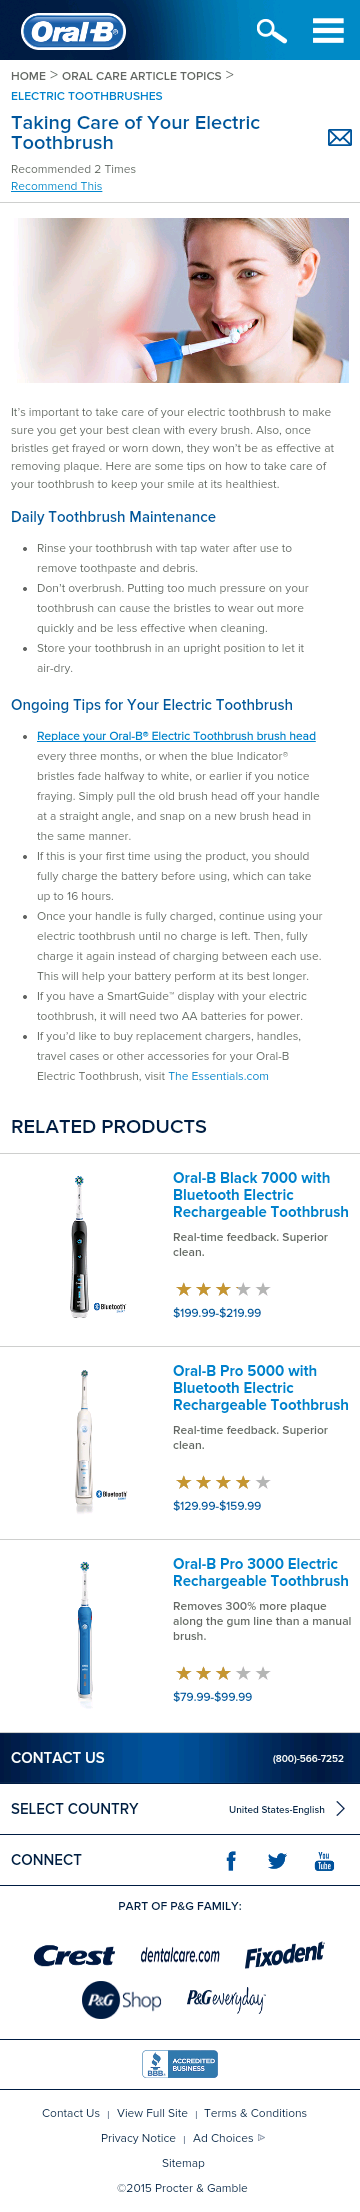 Oral-B
HOME > ORAL CARE ARTICLE TOPICS >
ELECTRIC TOOTHBRUSHES
Taking Care of Your Electric
Toothbrush
Recommended 2 Times
Recommend This
It's important to take care of your electric toothbrush to make
sure you get your best clean with every brush. Also, once
bristles get frayed or worn down, they won't be as effective at
removing plaque. Here are some tips on how to take care of
your toothbrush to keep your smile at its healthiest.
Daily Toothbrush Maintenance
• Rinse your toothbrush with tap water after use to
remove toothpaste and debris.
• Don't overbrush. Putting too much pressure on your
toothbrush can cause the bristles to wear out more
quickly and be less effective when cleaning.
• Store your toothbrush in an upright position to let it
air-dry.
Ongoing Tips for Your Electric Toothbrush
• Replace your Oral-B® Electric Toothbrush brush head
every three months, or when the blue Indicator®
bristles fade halfway to white, or earlier if you notice
fraying. Simply pull the old brush head off your handle
at a straight angle, and snap on a new brush head in
the same manner.
• If this is your first time using the product, you should
fully charge the battery before using, which can take
up to 16 hours.
• Once your handle is fully charged, continue using your
electric toothbrush until no charge is left. Then, fully
charge it again instead of charging between each use.
This will help your battery perform at its best longer.
• If you have a SmartGuide™ display with your electric
toothbrush, it will need two AA batteries for power.
• If you'd like to buy replacement chargers, handles,
travel cases or other accessories for your Oral-B
Electric Toothbrush, visit The Essentials.com
RELATED PRODUCTS
Oral-B Black 7000 with
Bluetooth Electric
Rechargeable Toothbrush
Real-time feedback. Superior
clean.
Bluetooth
$199.99-$219.99
Oral-B Pro 5000 with
Bluetooth Electric
Rechargeable Toothbrush
Real-time feedback. Superior
clean.
Bluetooth
$129.99-$159.99
Oral-B Pro 3000 Electric
Rechargeable Toothbrush
Removes 300% more plaque
along the gum line than a manual
brush.
$79.99-$99.99
CONTACT US (800)-566-7252
SELECT COUNTRY United States-English
CONNECT You Tube
PART OF P&G FAMILY:
Crest dentalcare.com Fixodent
P&G Shop P&G everyday
BBB ACCREDITED
BUSINESS
Contact Us | View Full Site | Terms & Conditions
Privacy Notice | Ad Choices
Sitemap
©2015 Procter & Gamble